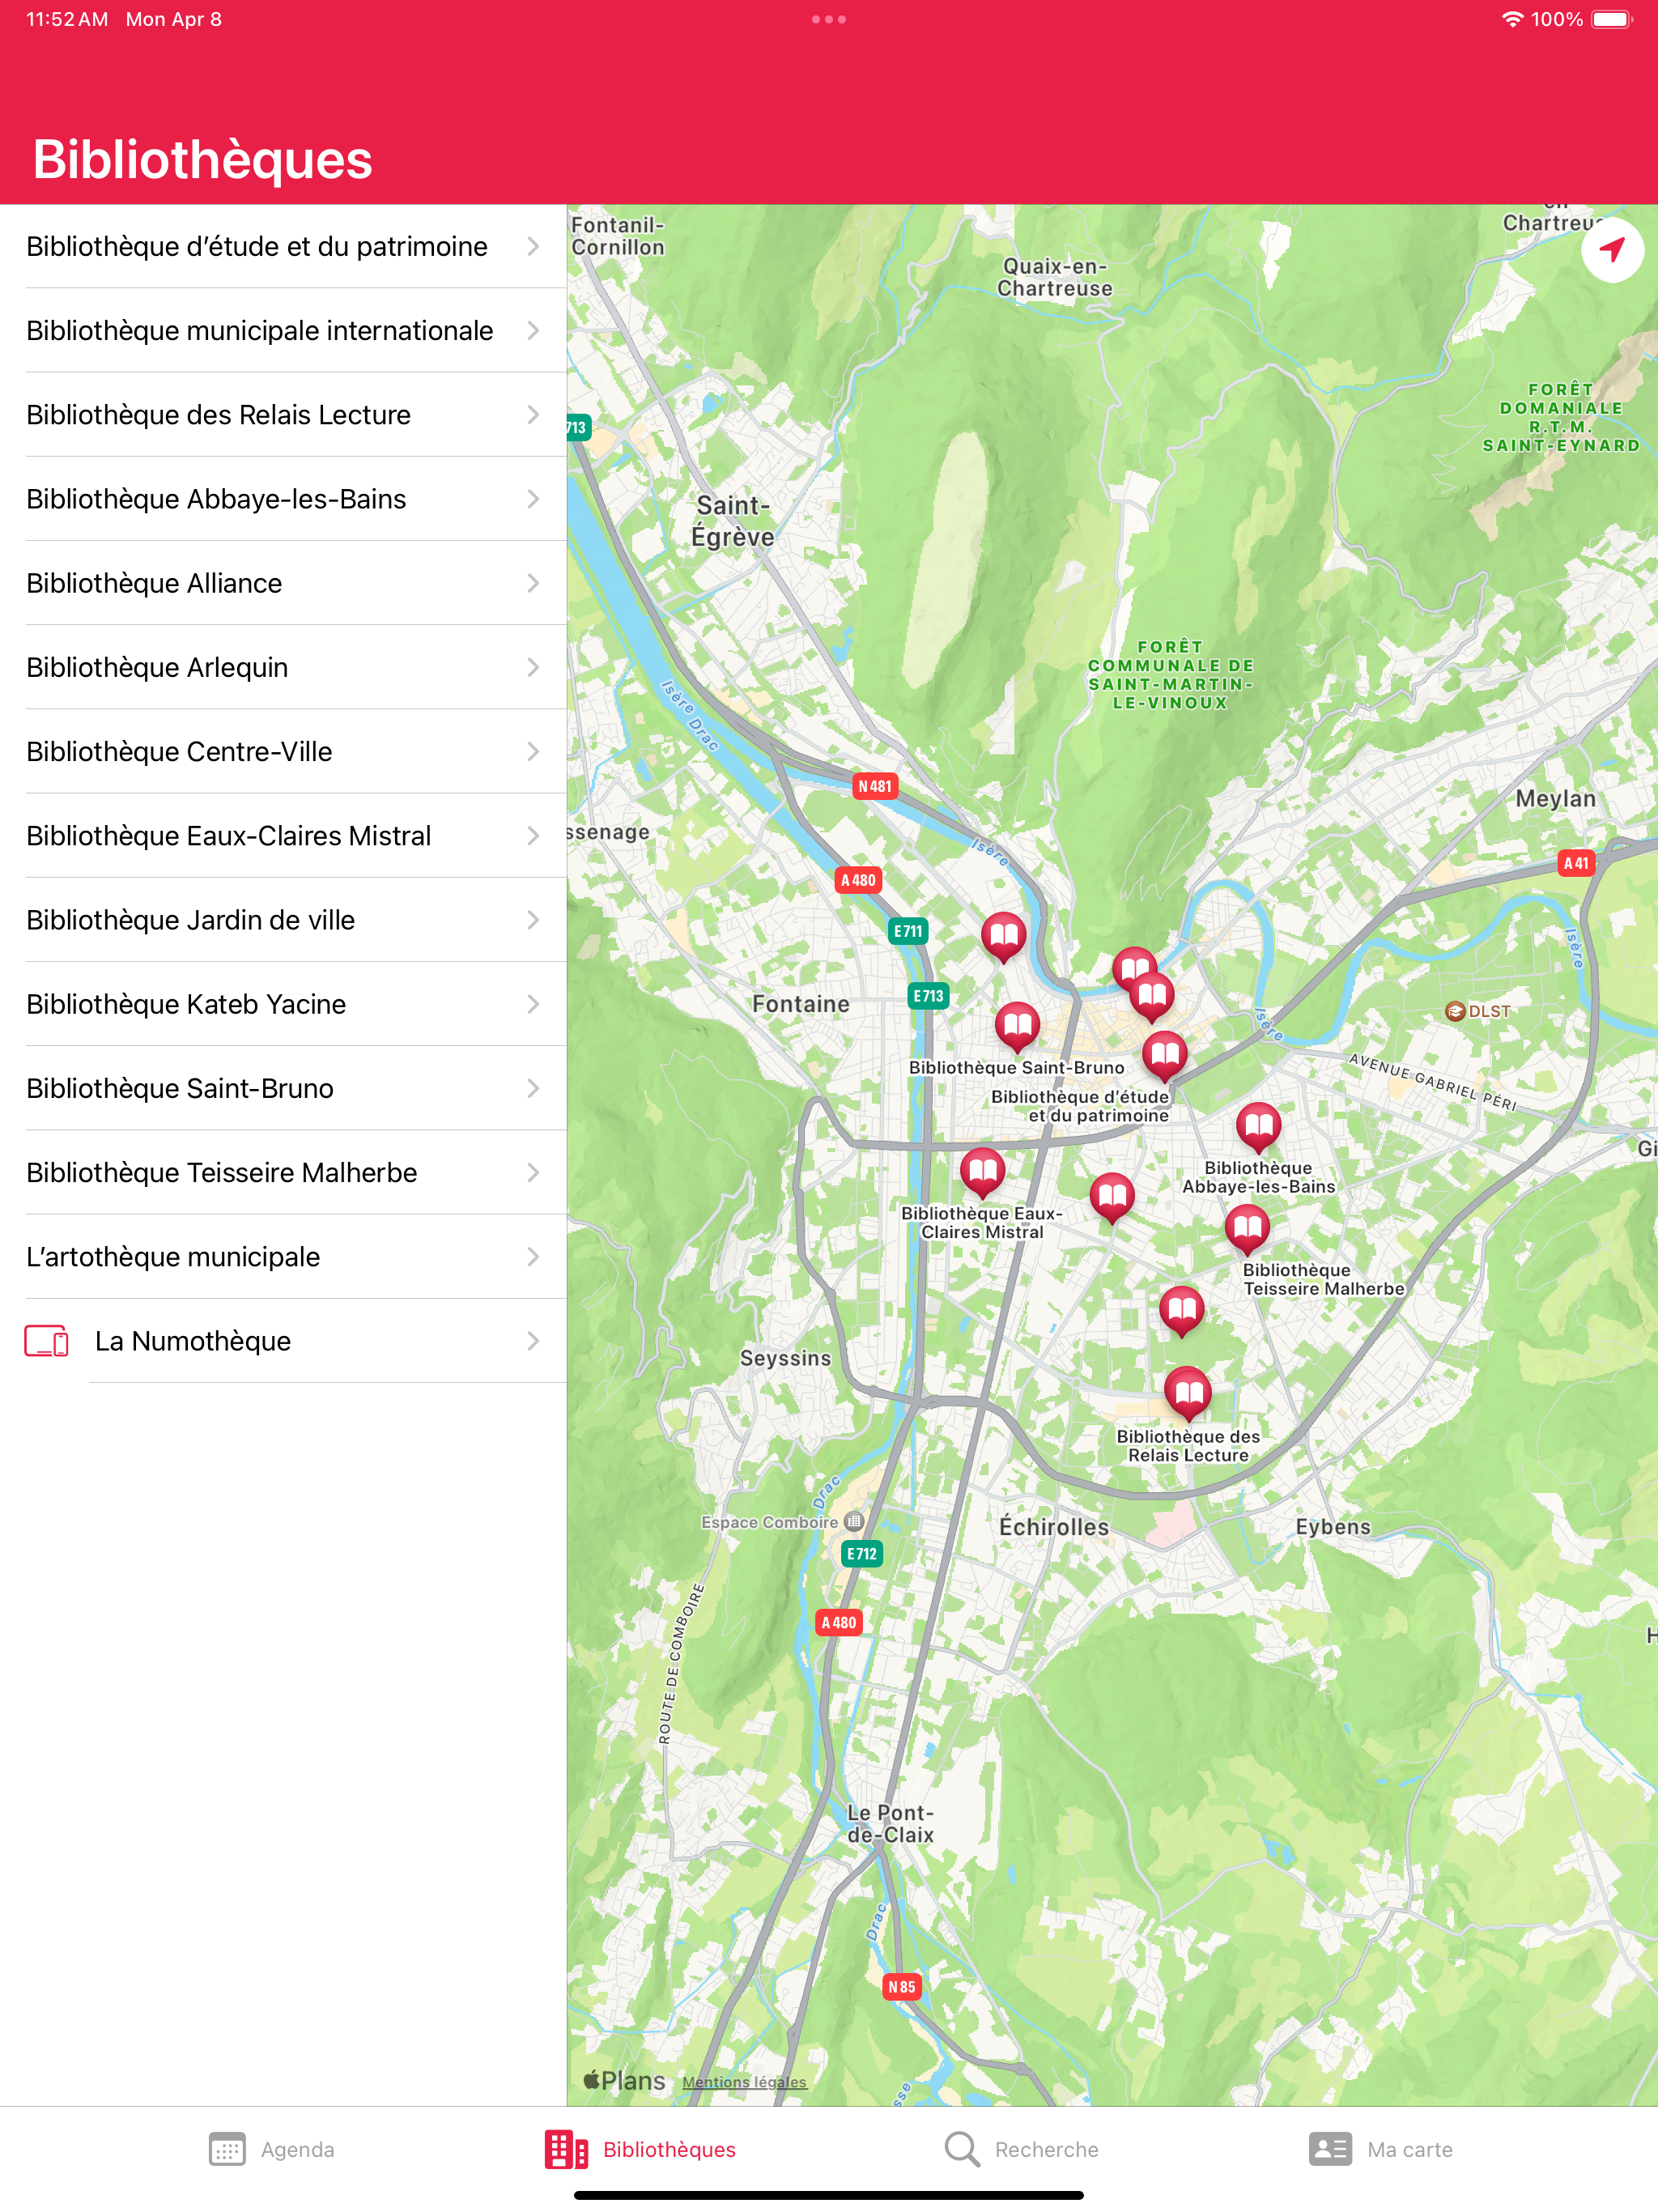 11:52 AM Mon Apr 8
100%
Bibliothèques
Bibliothèque d’étude et du patrimoine
Bibliothèque municipale internationale
Bibliothèque des Relais Lecture
Bibliothèque Abbaye-les-Bains
Bibliothèque Alliance
Bibliothèque Arlequin
Bibliothèque Centre-Ville
Bibliothèque Eaux-Claires Mistral
Bibliothèque Jardin de ville
Bibliothèque Kateb Yacine
Bibliothèque Saint-Bruno
Bibliothèque Teisseire Malherbe
L’artothèque municipale
La Numothèque
Fontanil-
Cornillon
Chartreu
Quaix-en-
Chartreuse
FORÊT
DOMANIALE
R.T.M.
SAINT-EYNARD
713
Saint-
Égrève
FORÊT
COMMUNALE DE
SAINT-MARTIN-
LE-VINOUX
Isère Drac
N 481
Meylan
ssenage
Isère
A 41
A 480
E 711
Isère
E 713
Fontaine
Isère
DLST
AVENUE GABRIEL PÉRI
Bibliothèque Saint-Bruno
Bibliothèque d’étude
et du patrimoine
Gi
Bibliothèque
Abbaye-les-Bains
Bibliothèque Eaux-
Claires Mistral
Bibliothèque
Teisseire Malherbe
Seyssins
Bibliothèque des
Relais Lecture
Drac
Espace Comboire
Échirolles
Eybens
E 712
A 480
ROUTE DE COMBOIRE
H
Le Pont-
de-Claix
Drac
N 85
Plans
Mentions légales
sse
Agenda
Bibliothèques
Recherche
Ma carte